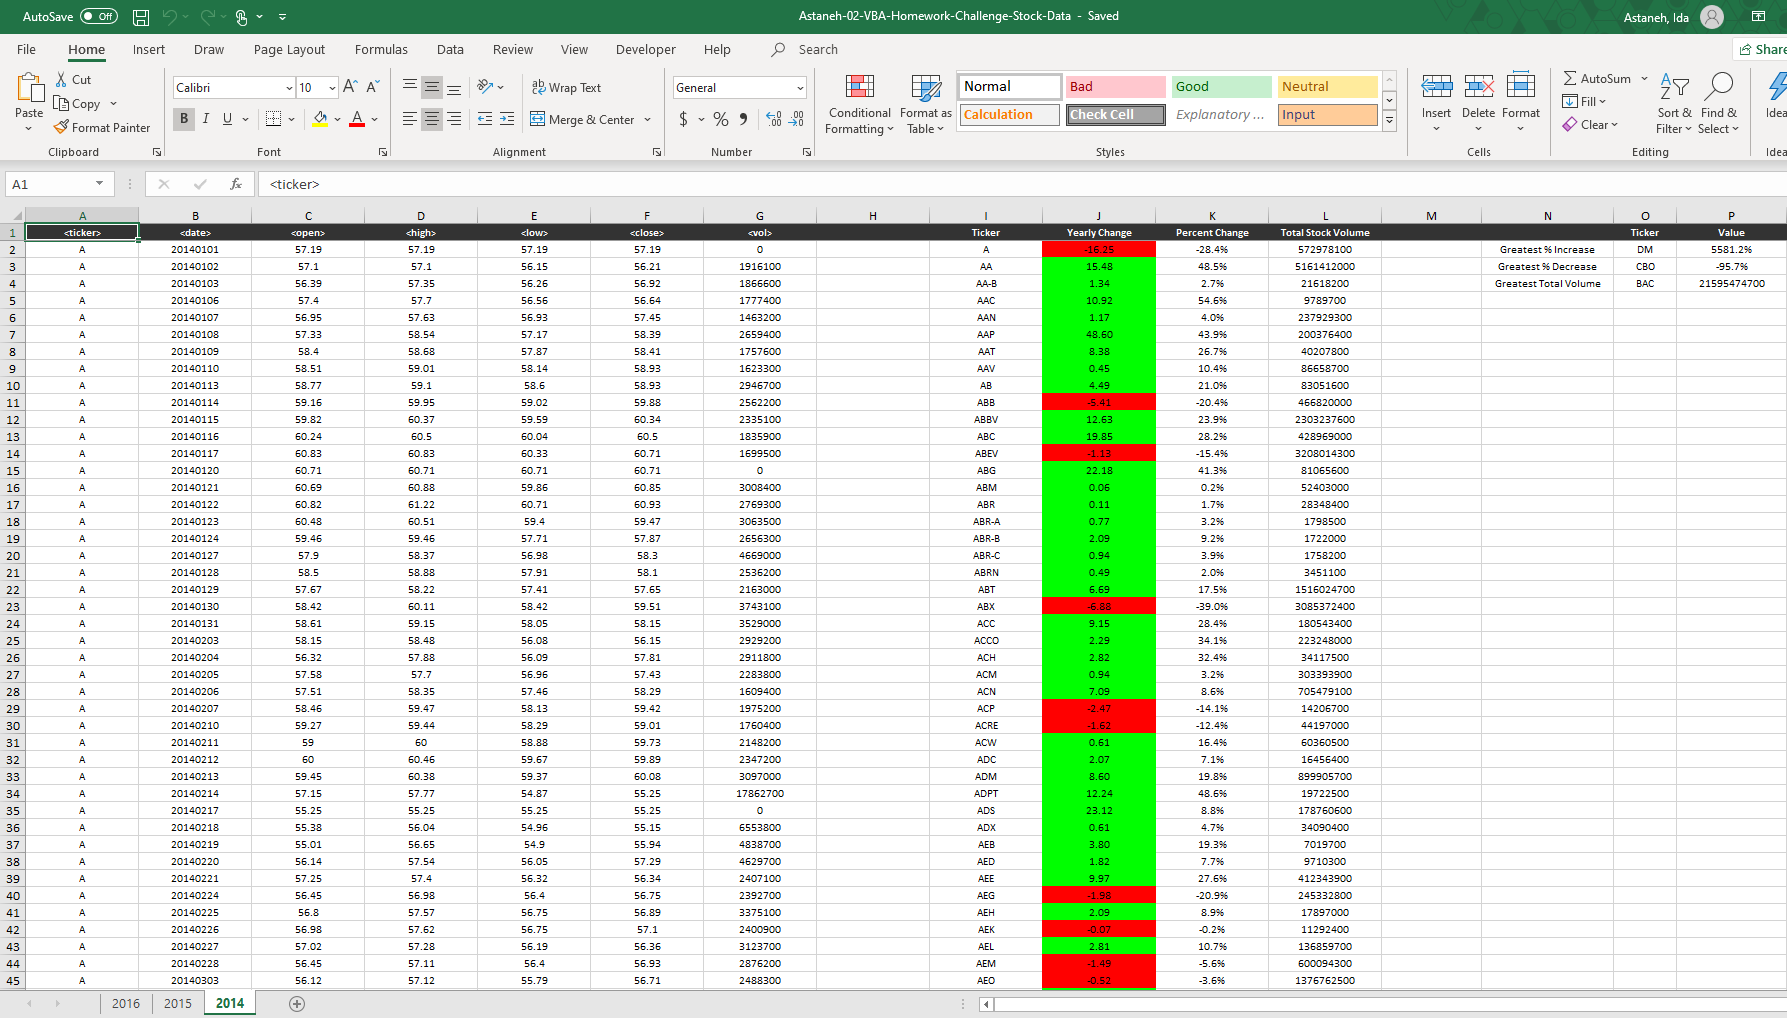 AutoSave Off
Astaneh-02-VBA-Homework-Challenge-Stock-Data - Saved
Astaneh, Ida
File Home Insert Draw Page Layout Formulas Data Review View Developer Help Search
Share
Paste
Cut
Copy
Format Painter
Clipboard
Calibri 10
B I U
Font
Wrap Text
Merge & Center
Alignment
General
$ % 9
Number
Conditional Formatting
Format as Table
Normal Bad Good Neutral
Calculation Check Cell Explanatory ... Input
Styles
Insert Delete Format
Cells
AutoSum
Fill
Clear
Sort & Filter
Find & Select
Editing
Idea
Idea
A1 fx <ticker>
A B C D E F G H I J K L M N O P
1 <ticker> <date> <open> <high> <low> <close> <vol> Ticker Yearly Change Percent Change Total Stock Volume Ticker Value
2 A 20140101 57.19 57.19 57.19 57.19 0 A -16.25 -28.4% 572978100 Greatest % Increase DM 5581.2%
3 A 20140102 57.1 57.1 56.15 56.21 1916100 AA 15.48 48.5% 5161412000 Greatest % Decrease CBO -95.7%
4 A 20140103 56.39 57.35 56.26 56.92 1866600 AA-B 1.34 2.7% 21618200 Greatest Total Volume BAC 21595474700
5 A 20140106 57.4 57.7 56.56 56.64 1777400 AAC 10.92 54.6% 9789700
6 A 20140107 56.95 57.63 56.93 57.45 1463200 AAN 1.17 4.0% 237929300
7 A 20140108 57.33 58.54 57.17 58.39 2659400 AAP 48.60 43.9% 200376400
8 A 20140109 58.4 58.68 57.87 58.41 1757600 AAT 8.38 26.7% 40207800
9 A 20140110 58.51 59.01 58.14 58.93 1623300 AAV 0.45 10.4% 86658700
10 A 20140113 58.77 59.1 58.6 58.93 2946700 AB 4.49 21.0% 83051600
11 A 20140114 59.16 59.95 59.02 59.88 2562200 ABB -5.41 -20.4% 466820000
12 A 20140115 59.82 60.37 59.59 60.34 2335100 ABBV 12.63 23.9% 2303237600
13 A 20140116 60.24 60.5 60.04 60.5 1835900 ABC 19.85 28.2% 428969000
14 A 20140117 60.83 60.83 60.33 60.71 1699500 ABEV -1.13 -15.4% 3208014300
15 A 20140120 60.71 60.71 60.71 60.71 0 ABG 22.18 41.3% 81065600
16 A 20140121 60.69 60.88 59.86 60.85 3008400 ABM 0.06 0.2% 52403000
17 A 20140122 60.82 61.22 60.71 60.93 2769300 ABR 0.11 1.7% 28348400
18 A 20140123 60.48 60.51 59.4 59.47 3063500 ABR-A 0.77 3.2% 1798500
19 A 20140124 59.46 59.46 57.71 57.87 2656300 ABR-B 2.09 9.2% 1722000
20 A 20140127 57.9 58.37 56.98 58.3 4669000 ABR-C 0.94 3.9% 1758200
21 A 20140128 58.5 58.88 57.91 58.1 2536200 ABRN 0.49 2.0% 3451100
22 A 20140129 57.67 58.22 57.41 57.65 2163000 ABT 6.69 17.5% 1516024700
23 A 20140130 58.42 60.11 58.42 59.51 3743100 ABX -6.88 -39.0% 3085372400
24 A 20140131 58.61 59.15 58.05 58.15 3529000 ACC 9.15 28.4% 180543400
25 A 20140203 58.15 58.48 56.08 56.15 2929200 ACCO 2.29 34.1% 223248000
26 A 20140204 56.32 57.88 56.09 57.81 2911800 ACH 2.82 32.4% 34117500
27 A 20140205 57.58 57.7 56.96 57.43 2283800 ACM 0.94 3.2% 303393900
28 A 20140206 57.51 58.35 57.46 58.29 1609400 ACN 7.09 8.6% 705479100
29 A 20140207 58.46 59.47 58.13 59.42 1975200 ACP -2.47 -14.1% 14206700
30 A 20140210 59.27 59.44 58.29 59.01 1760400 ACRE -1.62 -12.4% 44197000
31 A 20140211 59 60 58.88 59.73 2148200 ACW 0.61 16.4% 60360500
32 A 20140212 60 60.46 59.67 59.89 2347200 ADC 2.07 7.1% 16456400
33 A 20140213 59.45 60.38 59.37 60.08 3097000 ADM 8.60 19.8% 899905700
34 A 20140214 57.15 57.77 54.87 55.25 17862700 ADPT 12.24 48.6% 19722500
35 A 20140217 55.25 55.25 55.25 55.25 0 ADS 23.12 8.8% 178760600
36 A 20140218 55.38 56.04 54.96 55.15 6553800 ADX 0.61 4.7% 34090400
37 A 20140219 55.01 56.65 54.9 55.94 4838700 AEB 3.80 19.3% 7019700
38 A 20140220 56.14 57.54 56.05 57.29 4629700 AED 1.82 7.7% 9710300
39 A 20140221 57.25 57.4 56.32 56.34 2407100 AEE 9.97 27.6% 412343900
40 A 20140224 56.45 56.98 56.4 56.75 2392700 AEG -1.98 -20.9% 245332800
41 A 20140225 56.8 57.57 56.75 56.89 3375100 AEH 2.09 8.9% 17897000
42 A 20140226 56.98 57.62 56.75 57.1 2400900 AEK -0.07 -0.2% 11292400
43 A 20140227 57.02 57.28 56.19 56.36 3123700 AEL 2.81 10.7% 136859700
44 A 20140228 56.45 57.11 56.4 56.93 2876200 AEM -1.49 -5.6% 600094300
45 A 20140303 56.12 57.12 55.79 56.71 2488300 AEO -0.52 -3.6% 1376762500
2016 2015 2014